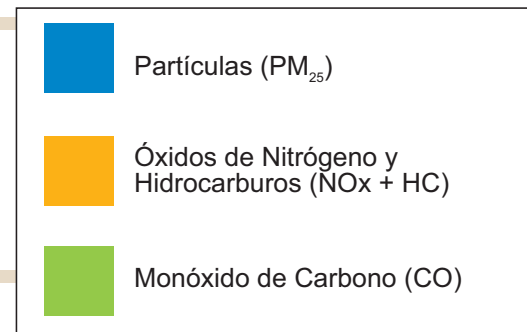 Partículas (PM₂₅)
Óxidos de Nitrógeno y
Hidrocarburos (NOx + HC)
Monóxido de Carbono (CO)